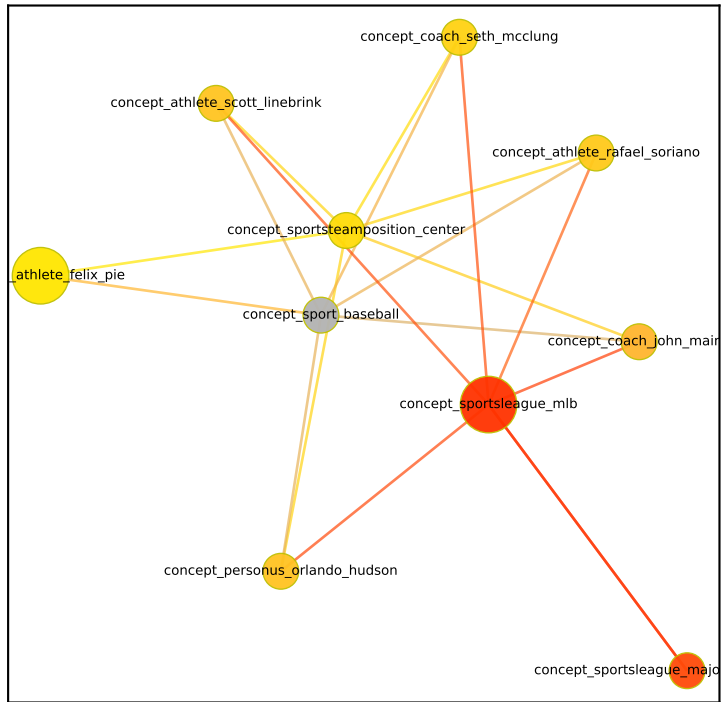 concept_coach_seth_mcclung
concept_athlete_scott_linebrink
concept_athlete_rafael_soriano
concept_sportsteamposition_center
_athlete_felix_pie
concept_sport_baseball
concept_coach_john_mair
concept_sportsleague_mlb
concept_personus_orlando_hudson
concept_sportsleague_majo